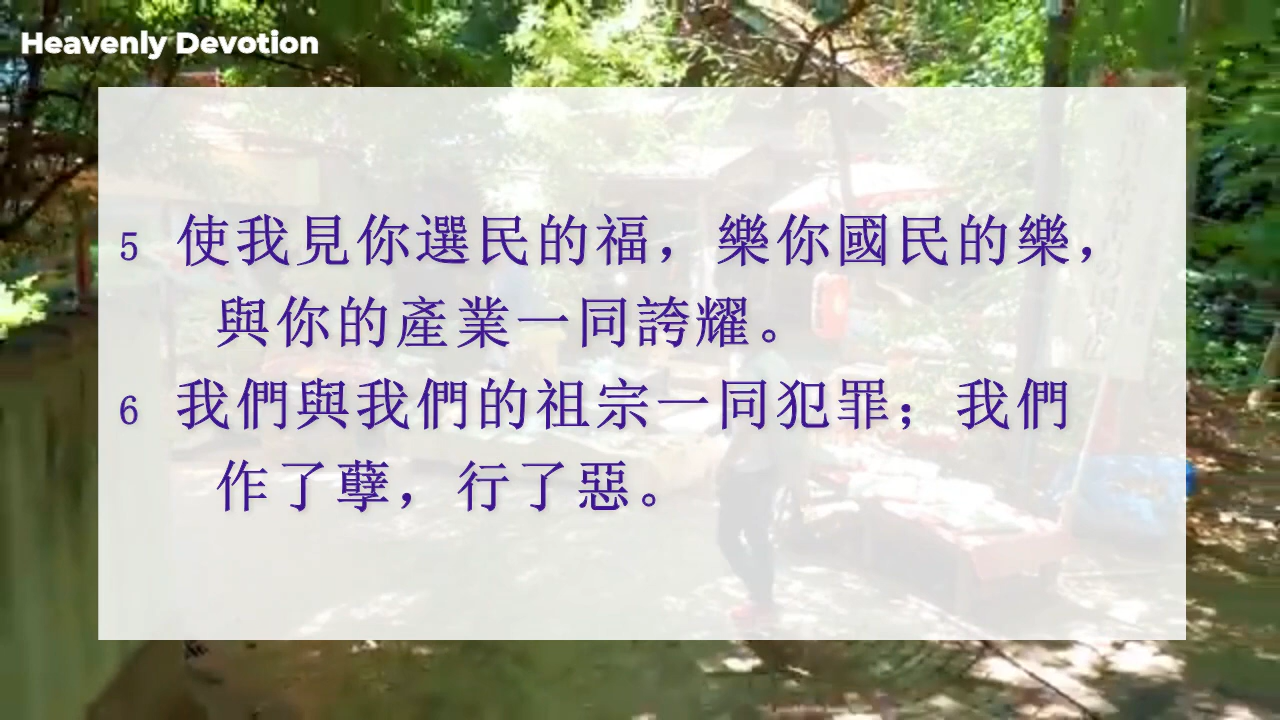 Heavenly Devotion
5 使我見你選民的福，樂你國民的樂，
與你的產業一同誇耀。
6 我們與我們的祖宗一同犯罪；我們
作了孽，行了惡。